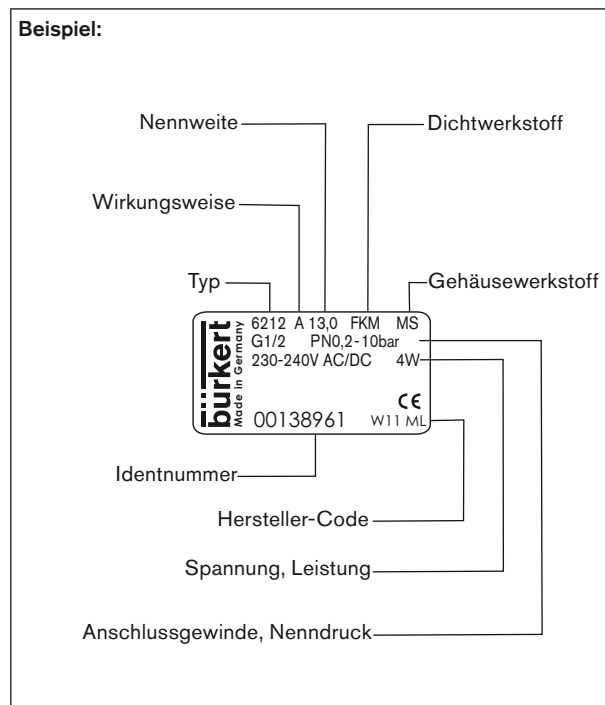 Beispiel:
Nennweite
Dichtwerkstoff
Wirkungsweise
Typ
Gehäusewerkstoff
6212 A 13,0 FKM MS
G1/2 PN0,2-10bar
230-240V AC/DC 4W
bürkert
Made in Germany
CE
00138961 W11 ML
Identnummer
Hersteller-Code
Spannung, Leistung
Anschlussgewinde, Nenndruck